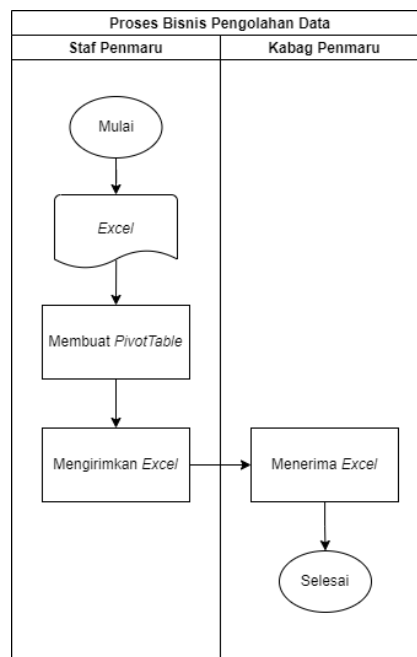 Proses Bisnis Pengolahan Data
Staf Penmaru
Kabag Penmaru
Mulai
Excel
Membuat PivotTable
Mengirimkan Excel
Menerima Excel
Selesai